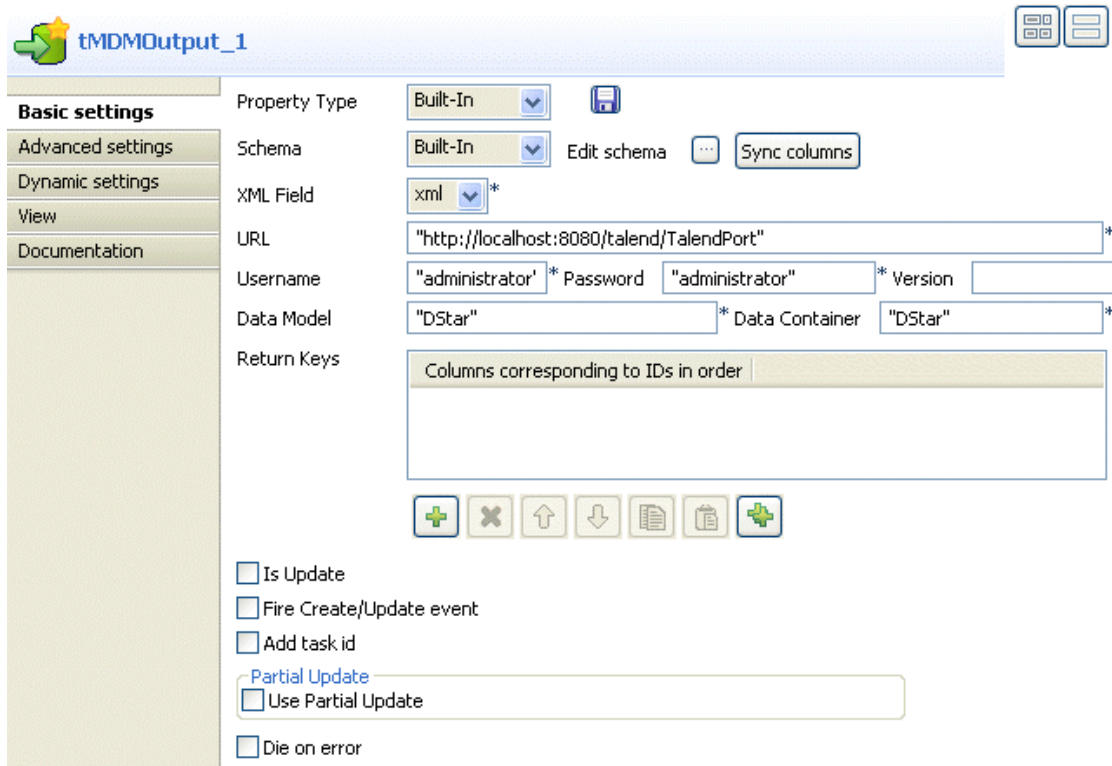 tMDMOutput_1
Basic settings
Advanced settings
Dynamic settings
View
Documentation
Property Type Built-In
Schema Built-In Edit schema ... Sync columns
XML Field xml *
URL "http://localhost:8080/talend/TalendPort" *
Username "administrator' * Password "administrator" * Version
Data Model "DStar" * Data Container "DStar" *
Return Keys
Columns corresponding to IDs in order
Is Update
Fire Create/Update event
Add task id
Partial Update
Use Partial Update
Die on error